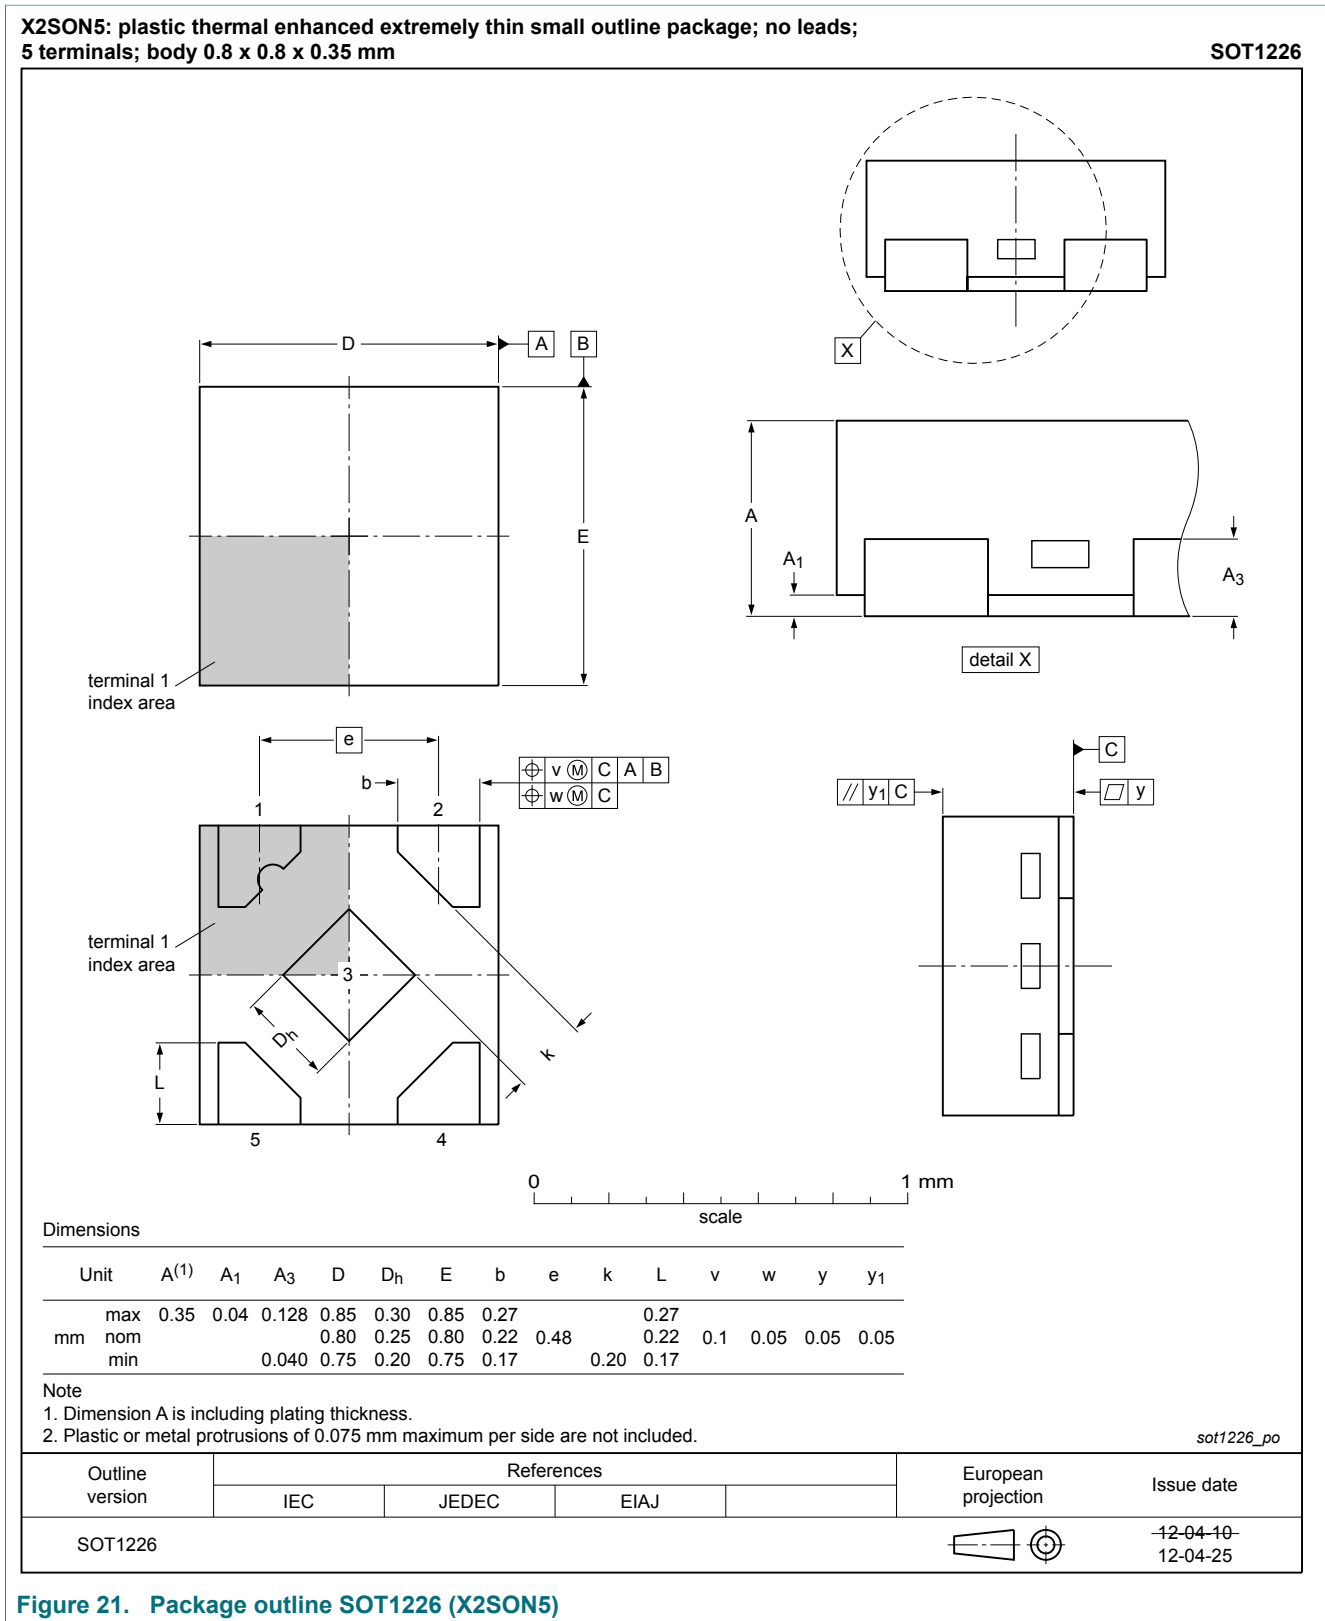 X2SON5: plastic thermal enhanced extremely thin small outline package; no leads;
5 terminals; body 0.8 x 0.8 x 0.35 mm SOT1226
X
D A B
E
terminal 1
index area
A
A1
A3
detail X
e
b
v M C A B
w M C
1 2
terminal 1
index area
3
Dh
k
L
5 4
C
// y1 C
y
0 1 mm
scale
Dimensions
Unit A(1) A1 A3 D Dh E b e k L v w y y1
max 0.35 0.04 0.128 0.85 0.30 0.85 0.27 0.27
mm nom 0.80 0.25 0.80 0.22 0.48 0.22 0.1 0.05 0.05 0.05
min 0.040 0.75 0.20 0.75 0.17 0.20 0.17
Note
1. Dimension A is including plating thickness.
2. Plastic or metal protrusions of 0.075 mm maximum per side are not included.
sot1226_po
Outline
version
References
IEC JEDEC EIAJ
European
projection
Issue date
SOT1226
12-04-10
12-04-25
Figure 21. Package outline SOT1226 (X2SON5)